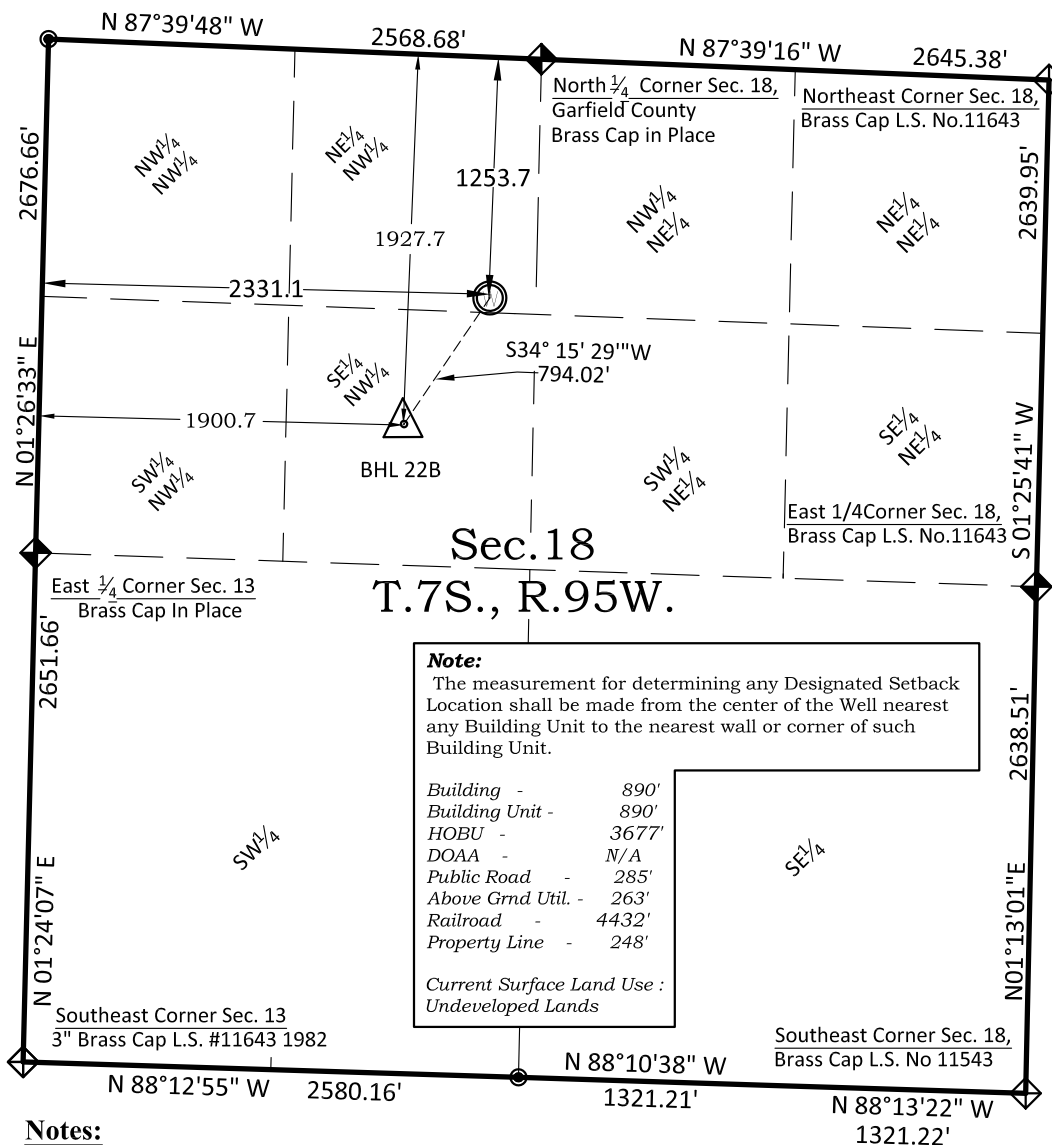 N 87°39'48" W
2568.68'
N 87°39'16" W
2645.38'
North ¼ Corner Sec. 18,
Garfield County
Brass Cap in Place
Northeast Corner Sec. 18,
Brass Cap L.S. No.11643
2676.66'
NW¼
NW¼
NE¼
NW¼
1253.7
NW¼
NE¼
NE¼
NE¼
2639.95'
1927.7
2331.1
N 01°26'33" E
SE¼
NW¼
S34° 15' 29'"W
794.02'
1900.7
BHL 22B
SW¼
NW¼
SW¼
NE¼
SE¼
NE¼
S 01°25'41" W
East 1/4Corner Sec. 18,
Brass Cap L.S. No.11643
Sec.18
T.7S., R.95W.
East ¼ Corner Sec. 13
Brass Cap In Place
2651.66'
Note:
The measurement for determining any Designated Setback
Location shall be made from the center of the Well nearest
any Building Unit to the nearest wall or corner of such
Building Unit.
Building - 890'
Building Unit - 890'
HOBU - 3677'
DOAA - N/A
Public Road - 285'
Above Grnd Util. - 263'
Railroad - 4432'
Property Line - 248'
Current Surface Land Use :
Undeveloped Lands
2638.51'
SW¼
SE¼
N 01°24'07" E
N01°13'01"E
Southeast Corner Sec. 13
3" Brass Cap L.S. #11643 1982
Southeast Corner Sec. 18,
Brass Cap L.S. No 11543
N 88°12'55" W
2580.16'
N 88°10'38" W
1321.21'
N 88°13'22" W
1321.22'
Notes: